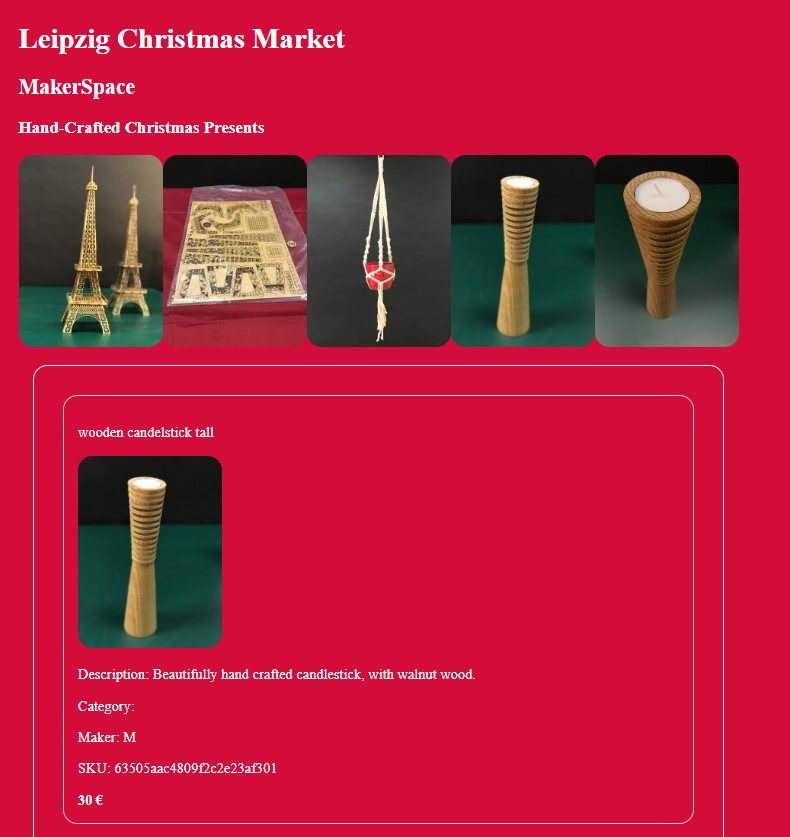 Leipzig Christmas Market
MakerSpace
Hand-Crafted Christmas Presents
wooden candelstick tall
Description: Beautifully hand crafted candlestick, with walnut wood.
Category:
Maker: M
SKU: 63505aac4809f2c2e23af301
30 €